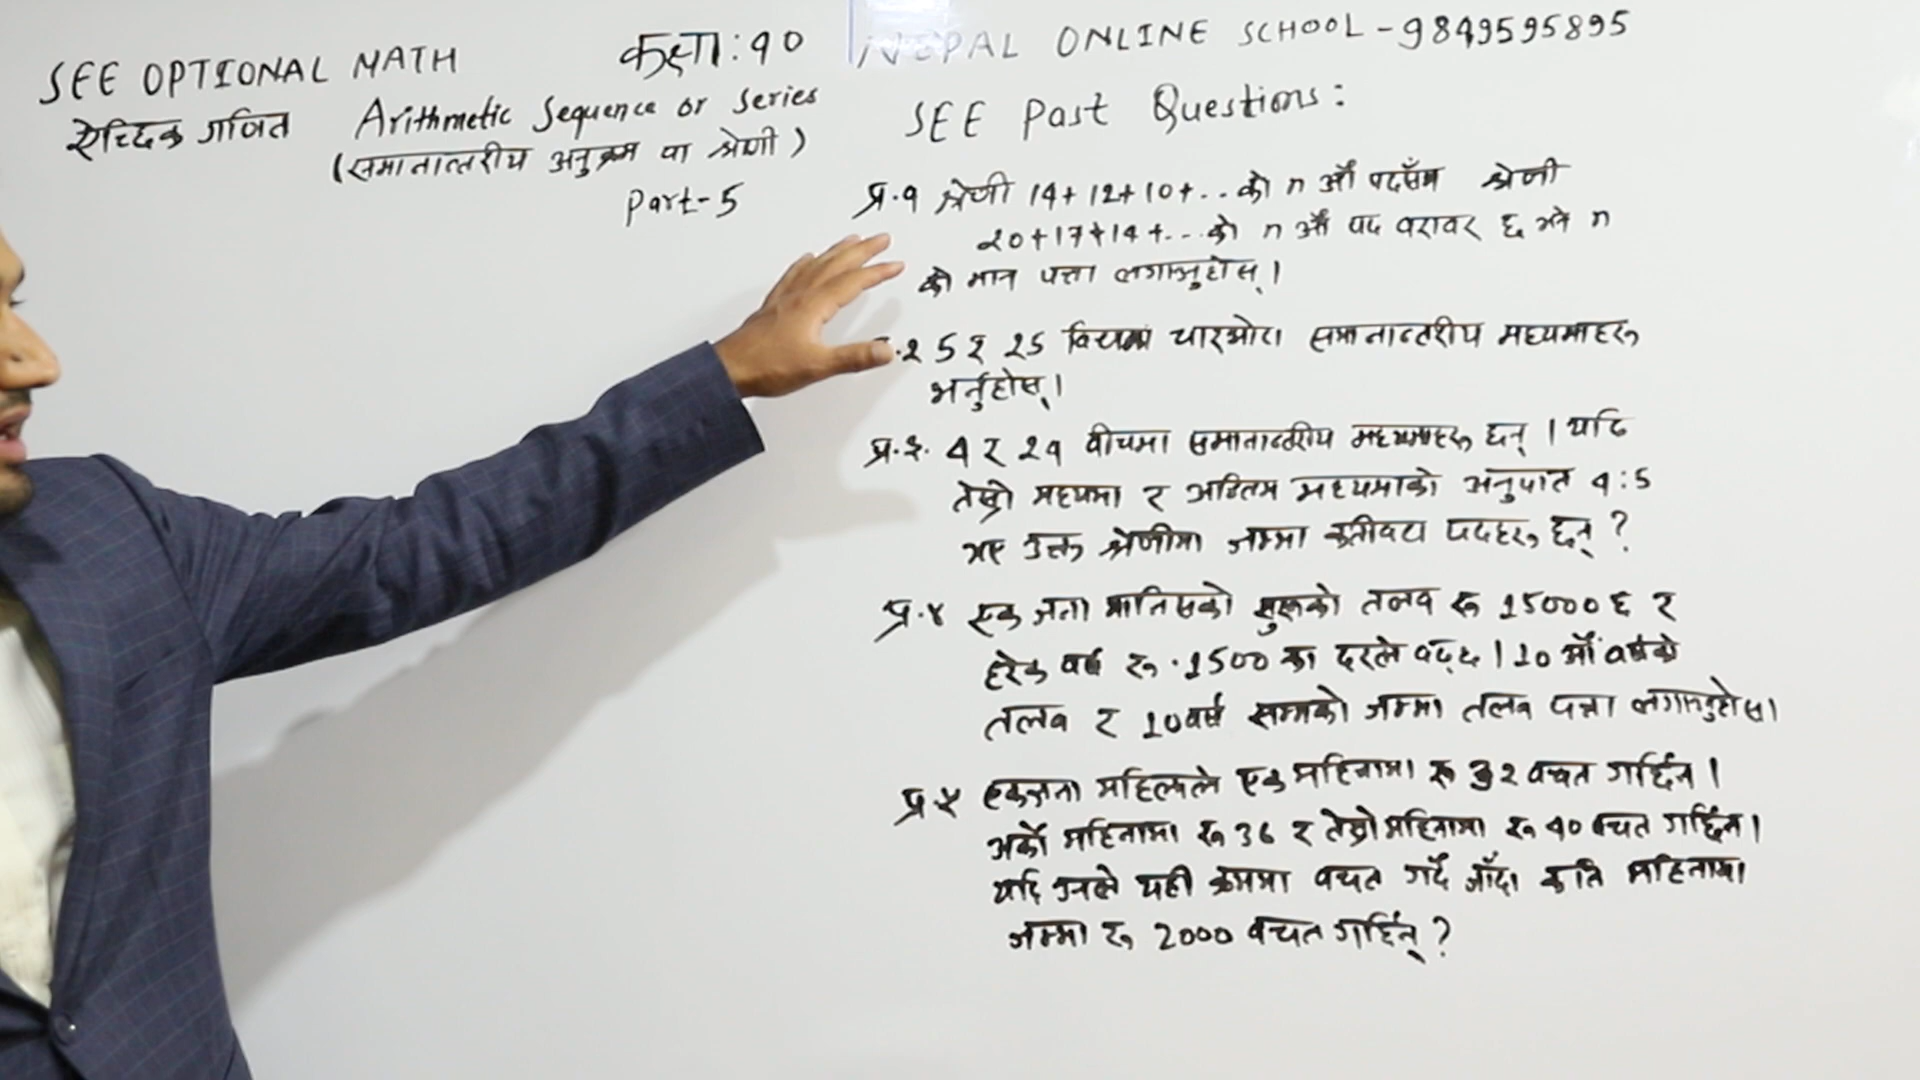 SEE OPTIONAL MATH
ऐच्छिक गणित
कक्षा: १०
Arithmetic Sequence or Series
(समानान्तरीय अनुक्रम वा श्रेणी)
Part-5
NEPAL ONLINE SCHOOL - 9849595895
SEE Past Questions:
प्र.१ श्रेणी 14+12+10+... को n औं पदसँग श्रेणी
20+17+14+... को n औं पद बराबर छ भने n
को मान पत्ता लगाउनुहोस् ।
.२ 5 र 25 विचमा चारओटा समानान्तरीय मध्यमाहरू
भर्नुहोस् ।
प्र.३. 4 र 24 बीचमा समानान्तरीय मध्यमाहरू छन् । यदि
तेस्रो मध्यमा र अन्तिम मध्यमाको अनुपात 4:5
भए उक्त श्रेणीमा जम्मा कतीवटा पदहरू छन् ?
प्र.४ एक जना मानिसको सुरूको तलब रू 15000 छ र
हरेक वर्ष रू.1500 का दरले बढ्छ । 10 औं वर्षको
तलब र 10 वर्ष सम्मको जम्मा तलब पत्ता लगाउनुहोस ।
प्र.५ एकजना महिलाले एक महिनामा रू 32 बचत गर्छिन ।
अर्को महिनामा रू 36 र तेस्रो महिनामा रू 40 बचत गर्छिन ।
यदि उनले यही क्रममा बचत गर्दै जाँदा कति महिनामा
जम्मा रू 2000 बचत गर्छिन् ?